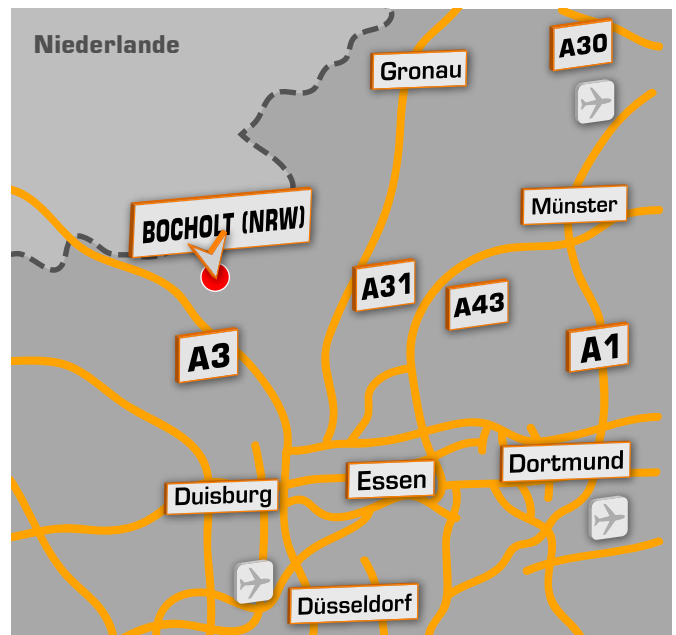 Niederlande
A30
Gronau
Münster
BOCHOLT (NRW)
A31
A43
A3
A1
Dortmund
Essen
Duisburg
Düsseldorf